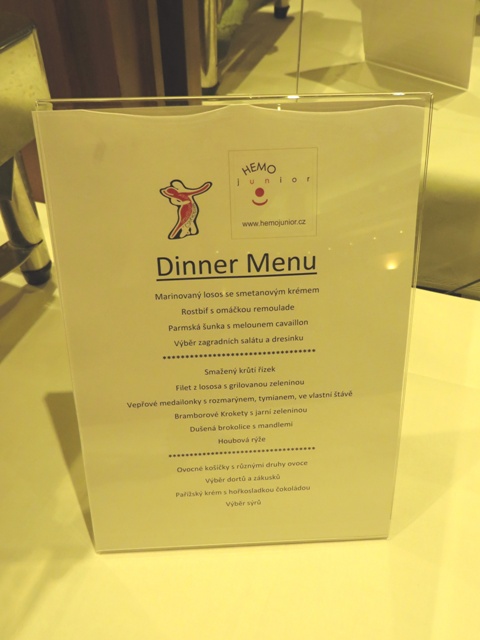 HEMO
junior
www.hemojunior.cz
Dinner Menu
Marinovaný losos se smetanovým krémem
Rostbíf s omáčkou remoulade
Parmská šunka s melounem cavaillon
Výběr zagradních salátu a dresinku
************************************
Smažený krůtí řízek
Filet z lososa s grilovanou zeleninou
Vepřové medailonky s rozmarýnem, tymianem, ve vlastní štávě
Bramborové Krokety s jarní zeleninou
Dušená brokolice s mandlemi
Houbová rýže
************************************
Ovocné košičky s různými druhy ovoce
Výběr dortů a zákusků
Pařížský krém s hořkosladkou čokoládou
Výběr sýrů